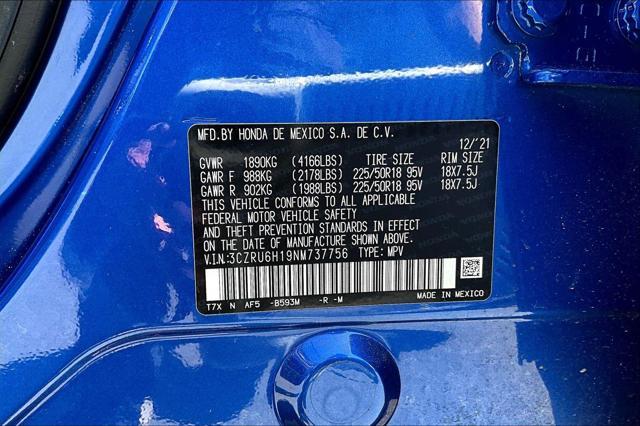 MFD.BY HONDA DE MEXICO S.A. DE C.V.
12/'21
GVWR 1890KG (4166LBS) TIRE SIZE RIM SIZE
GAWR F 988KG (2178LBS) 225/50R18 95V 18X7.5J
GAWR R 902KG (1988LBS) 225/50R18 95V 18X7.5J
THIS VEHICLE CONFORMS TO ALL APPLICABLE
FEDERAL MOTOR VEHICLE SAFETY
AND THEFT PREVENTION STANDARDS IN EFFECT
ON THE DATE OF MANUFACTURE SHOWN ABOVE.
V.I.N:3CZRU6H19NM737756 TYPE: MPV
T7X N AF5 -B593M -R -M MADE IN MEXICO